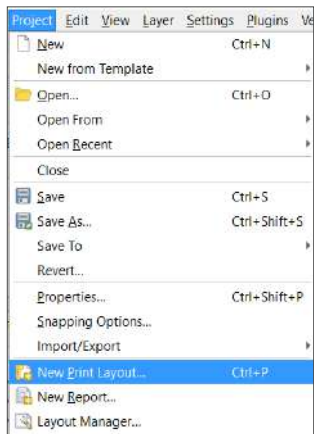 Project Edit View Layer Settings Plugins Ve
New Ctrl+N
New from Template
Open... Ctrl+O
Open From
Open Recent
Close
Save Ctrl+S
Save As... Ctrl+Shift+S
Save To
Revert...
Properties... Ctrl+Shift+P
Snapping Options...
Import/Export
New Print Layout... Ctrl+P
New Report...
Layout Manager...